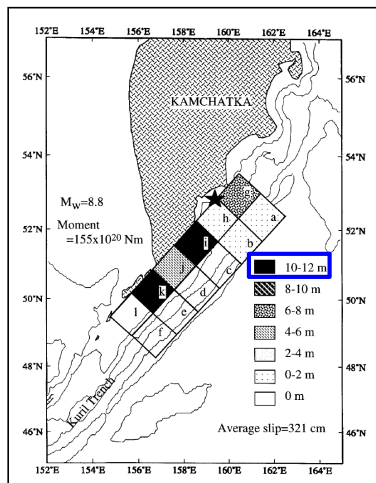 152°E 154°E 156°E 158°E 160°E 162°E 164°E
56°N 56°N
KAMCHATKA
54°N 54°N
Mw=8.8
Moment
=155x10²⁰ Nm
g
h a
52°N 52°N
i b
j c
10-12 m
k d
50°N 50°N
8-10 m
l e
6-8 m
f
4-6 m
48°N 48°N
2-4 m
Kuril Trench
0-2 m
0 m
46°N 46°N
Average slip=321 cm
152°E 154°E 156°E 158°E 160°E 162°E 164°E